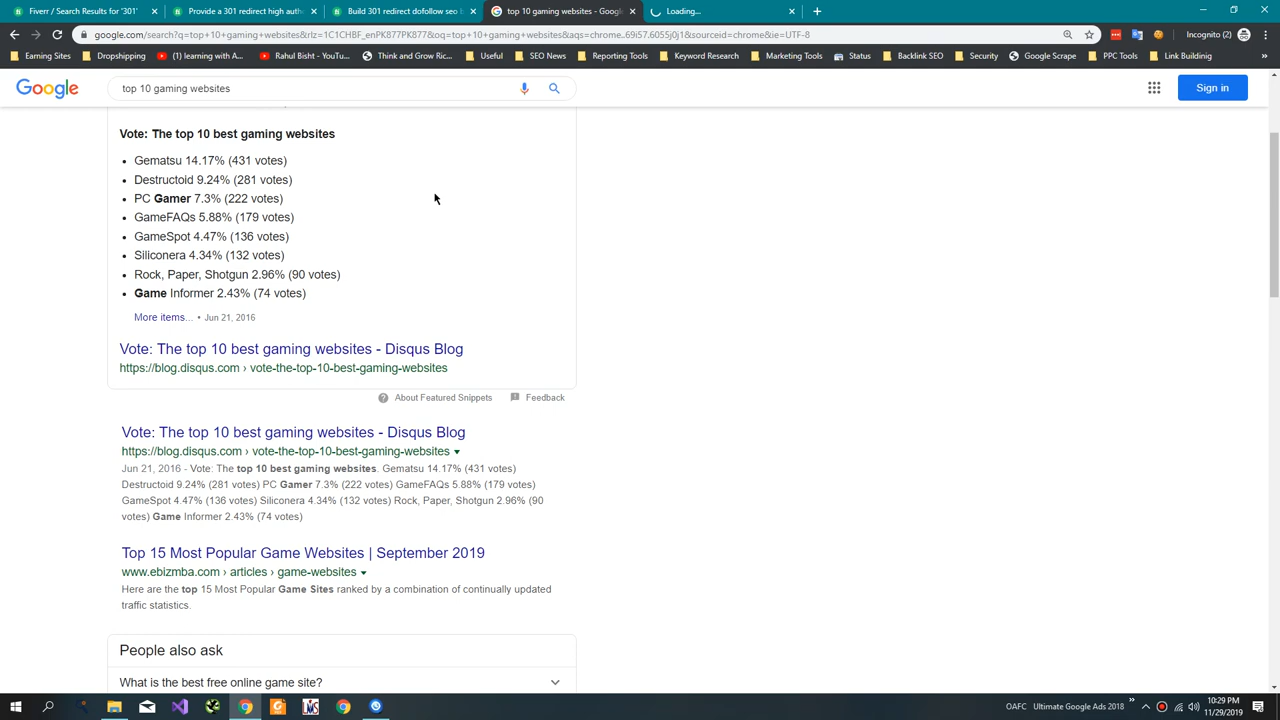 Fiverr / Search Results for '301'
Provide a 301 redirect high auth
Build 301 redirect dofollow seo b
top 10 gaming websites - Google
Loading...
google.com/search?q=top+10+gaming+websites&rlz=1C1CHBF_enPK877PK877&oq=top+10+gaming+websites&aqs=chrome..69i57.6055j0j1&sourceid=chrome&ie=UTF-8
Incognito (2)
Earning Sites
Dropshipping
(1) learning with A...
Rahul Bisht - YouTu...
Think and Grow Ric...
Useful
SEO News
Reporting Tools
Keyword Research
Marketing Tools
Status
Backlink SEO
Security
Google Scrape
PPC Tools
Link Building
Google
top 10 gaming websites
Sign in
Vote: The top 10 best gaming websites
Gematsu 14.17% (431 votes)
Destructoid 9.24% (281 votes)
PC Gamer 7.3% (222 votes)
GameFAQs 5.88% (179 votes)
GameSpot 4.47% (136 votes)
Siliconera 4.34% (132 votes)
Rock, Paper, Shotgun 2.96% (90 votes)
Game Informer 2.43% (74 votes)
More items... • Jun 21, 2016
Vote: The top 10 best gaming websites - Disqus Blog
https://blog.disqus.com › vote-the-top-10-best-gaming-websites
About Featured Snippets
Feedback
Vote: The top 10 best gaming websites - Disqus Blog
https://blog.disqus.com › vote-the-top-10-best-gaming-websites
Jun 21, 2016 - Vote: The top 10 best gaming websites. Gematsu 14.17% (431 votes)
Destructoid 9.24% (281 votes) PC Gamer 7.3% (222 votes) GameFAQs 5.88% (179 votes)
GameSpot 4.47% (136 votes) Siliconera 4.34% (132 votes) Rock, Paper, Shotgun 2.96% (90
votes) Game Informer 2.43% (74 votes)
Top 15 Most Popular Game Websites | September 2019
www.ebizmba.com › articles › game-websites
Here are the top 15 Most Popular Game Sites ranked by a combination of continually updated
traffic statistics.
People also ask
What is the best free online game site?
OAFC
Ultimate Google Ads 2018
10:29 PM
11/29/2019